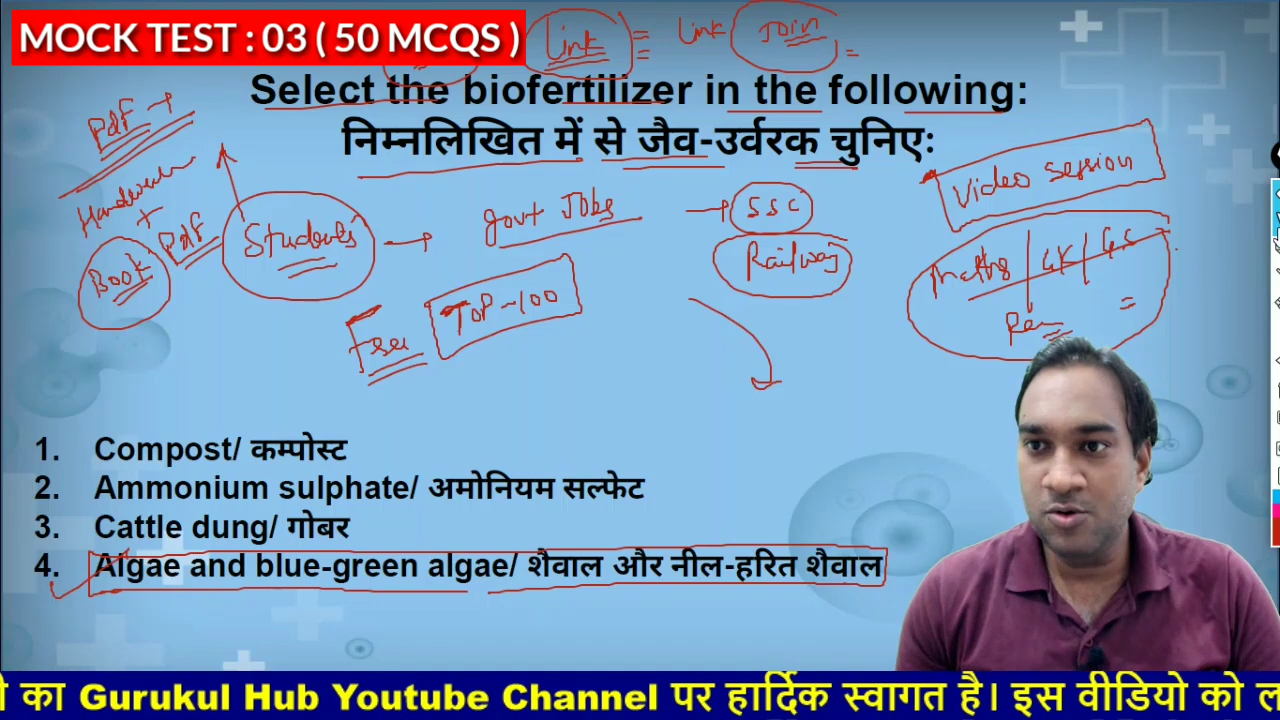 MOCK TEST : 03 ( 50 MCQS )
Link
Link Join
Select the biofertilizer in the following:
निम्नलिखित में से जैव-उर्वरक चुनिएः
Pdf
Video session
+
Book Pdf
Students
govt Jobs
SSC
Railway
Maths GK GS
Free TOP-100
1. Compost/ कम्पोस्ट
2. Ammonium sulphate/ अमोनियम सल्फेट
3. Cattle dung/ गोबर
4. Algae and blue-green algae/ शैवाल और नील-हरित शैवाल
का Gurukul Hub Youtube Channel पर हार्दिक स्वागत है। इस वीडियो को